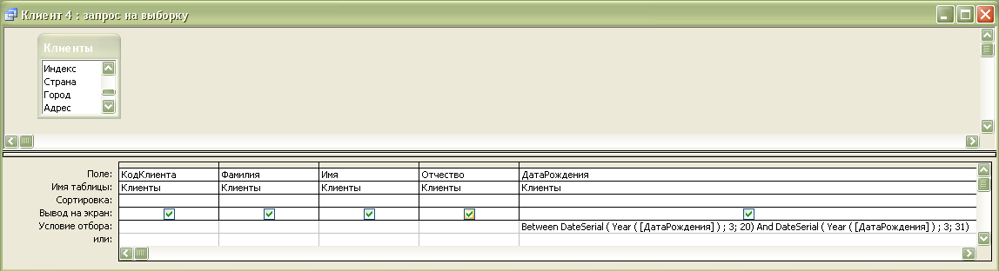 Клиент 4 : запрос на выборку
Клиенты
Индекс
Страна
Город
Адрес
Поле: КодКлиента Фамилия Имя Отчество ДатаРождения
Имя таблицы: Клиенты Клиенты Клиенты Клиенты Клиенты
Сортировка:
Вывод на экран:
Условие отбора: Between DateSerial ( Year ( [ДатаРождения] ) ; 3; 20) And DateSerial ( Year ( [ДатаРождения] ) ; 3; 31)
или: